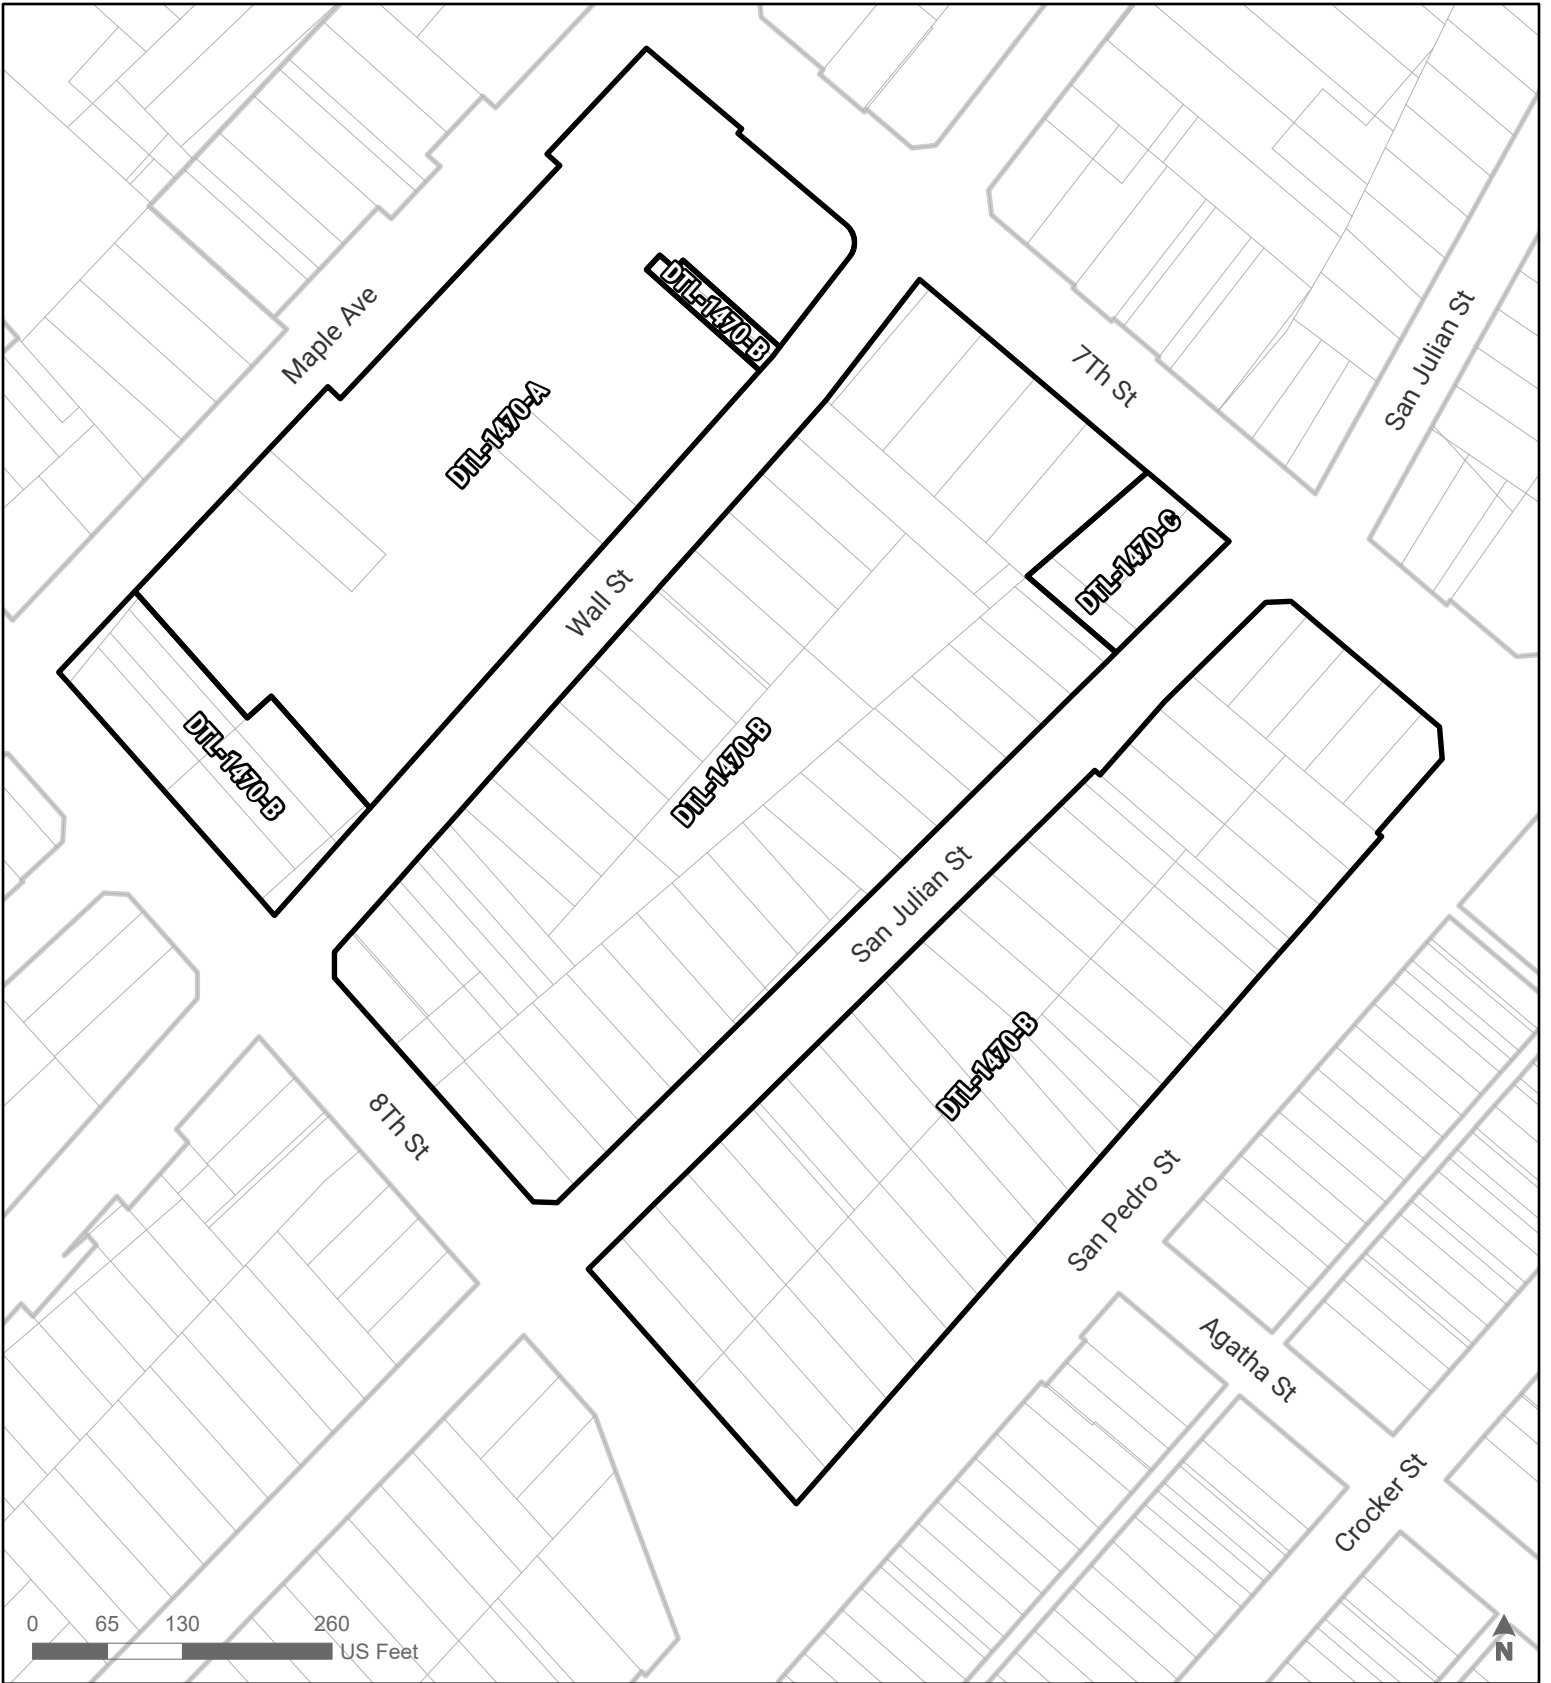 Maple Ave
DTL-1470-B
DTL-1470-A
7Th St
San Julian St
DTL-1470-C
Wall St
DTL-1470-B
DTL-1470-B
San Julian St
DTL-1470-B
8Th St
San Pedro St
Agatha St
Crocker St
0 65 130 260
US Feet
N